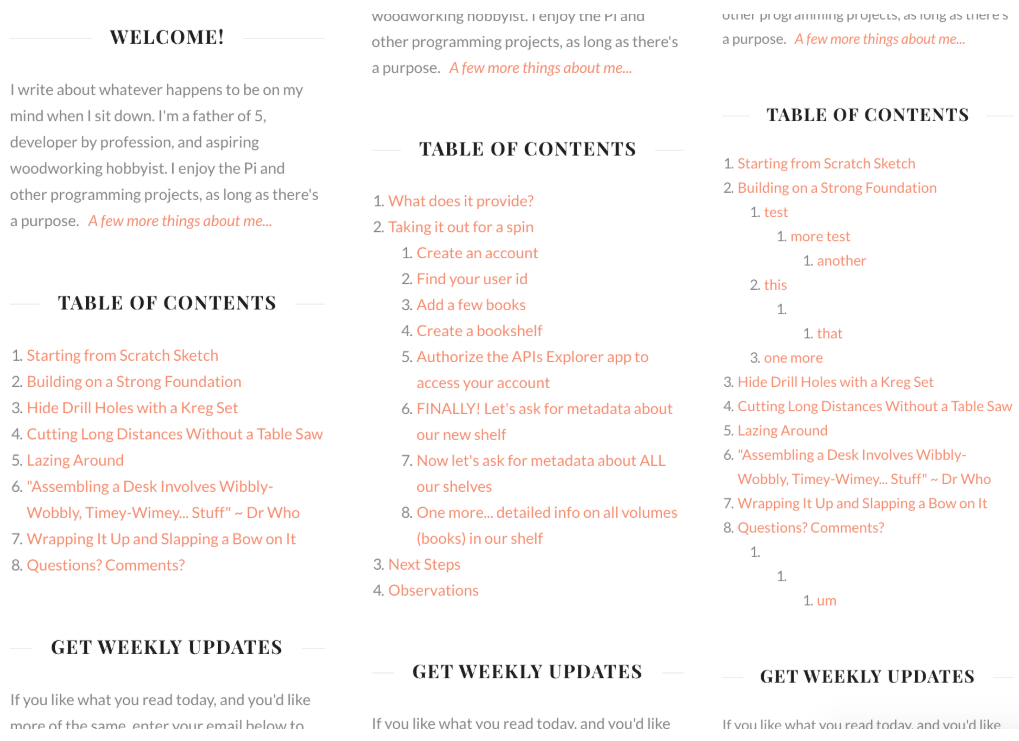 WELCOME!
I write about whatever happens to be on my
mind when I sit down. I'm a father of 5,
developer by profession, and aspiring
woodworking hobbyist. I enjoy the Pi and
other programming projects, as long as there's
a purpose. A few more things about me...
TABLE OF CONTENTS
1. Starting from Scratch Sketch
2. Building on a Strong Foundation
3. Hide Drill Holes with a Kreg Set
4. Cutting Long Distances Without a Table Saw
5. Lazing Around
6. "Assembling a Desk Involves Wibbly-
Wobbly, Timey-Wimey... Stuff" ~ Dr Who
7. Wrapping It Up and Slapping a Bow on It
8. Questions? Comments?
GET WEEKLY UPDATES
If you like what you read today, and you'd like
more of the same, enter your email below to
woodworking hobbyist. I enjoy the Pi and
other programming projects, as long as there's
a purpose. A few more things about me...
TABLE OF CONTENTS
1. What does it provide?
2. Taking it out for a spin
1. Create an account
2. Find your user id
3. Add a few books
4. Create a bookshelf
5. Authorize the APIs Explorer app to
access your account
6. FINALLY! Let's ask for metadata about
our new shelf
7. Now let's ask for metadata about ALL
our shelves
8. One more... detailed info on all volumes
(books) in our shelf
3. Next Steps
4. Observations
GET WEEKLY UPDATES
If you like what you read today, and you'd like
other programming projects, as long as there's
a purpose. A few more things about me...
TABLE OF CONTENTS
1. Starting from Scratch Sketch
2. Building on a Strong Foundation
1. test
1. more test
1. another
2. this
1.
1. that
3. one more
3. Hide Drill Holes with a Kreg Set
4. Cutting Long Distances Without a Table Saw
5. Lazing Around
6. "Assembling a Desk Involves Wibbly-
Wobbly, Timey-Wimey... Stuff" ~ Dr Who
7. Wrapping It Up and Slapping a Bow on It
8. Questions? Comments?
1.
1.
1. um
GET WEEKLY UPDATES
If you like what you read today, and you'd like